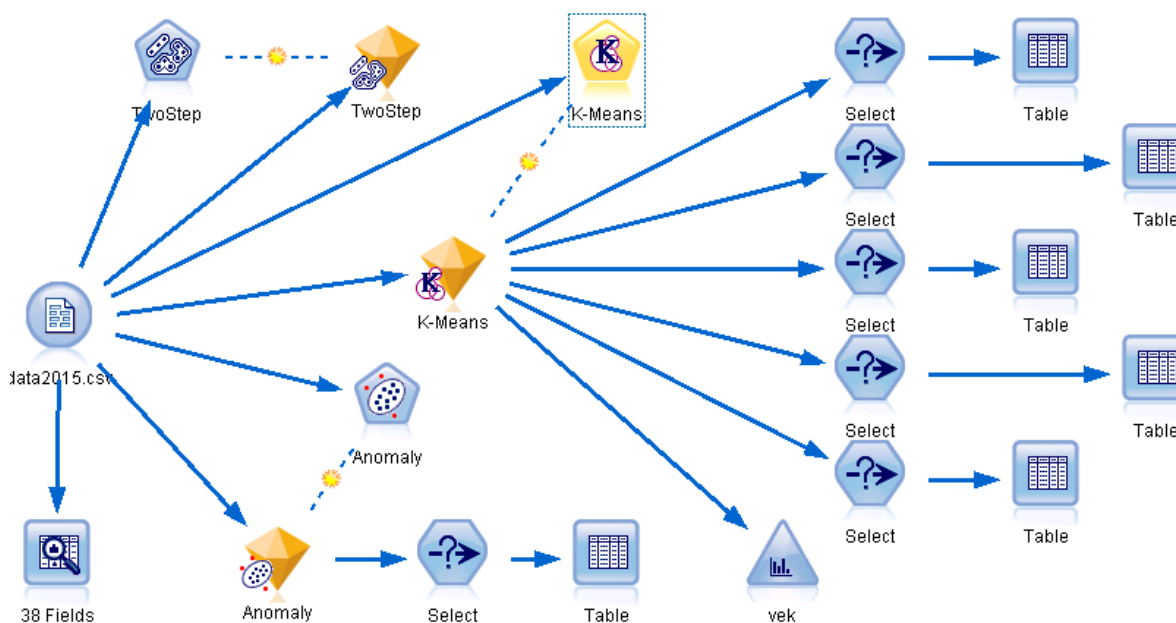 TwoStep
TwoStep
K-Means
Select
Table
Select
Table
K-Means
Select
Table
data2015.csv
Select
Table
Anomaly
Select
Table
38 Fields
Anomaly
Select
Table
vek